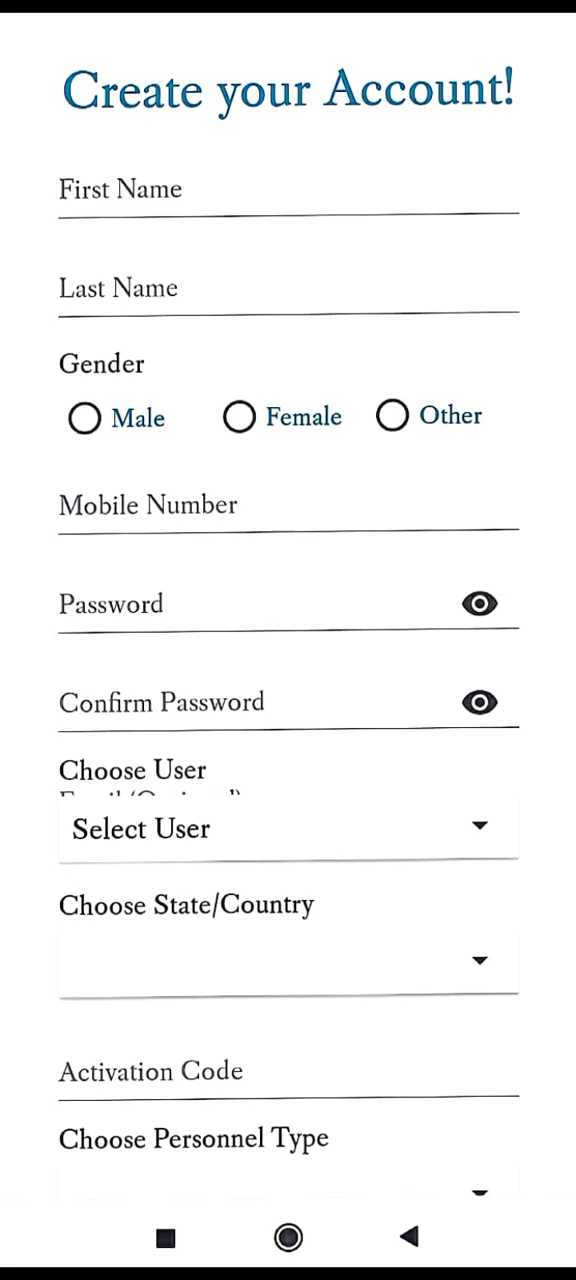 Create your Account!
First Name
Last Name
Gender
Male Female Other
Mobile Number
Password
Confirm Password
Choose User
Select User
Choose State/Country
Activation Code
Choose Personnel Type